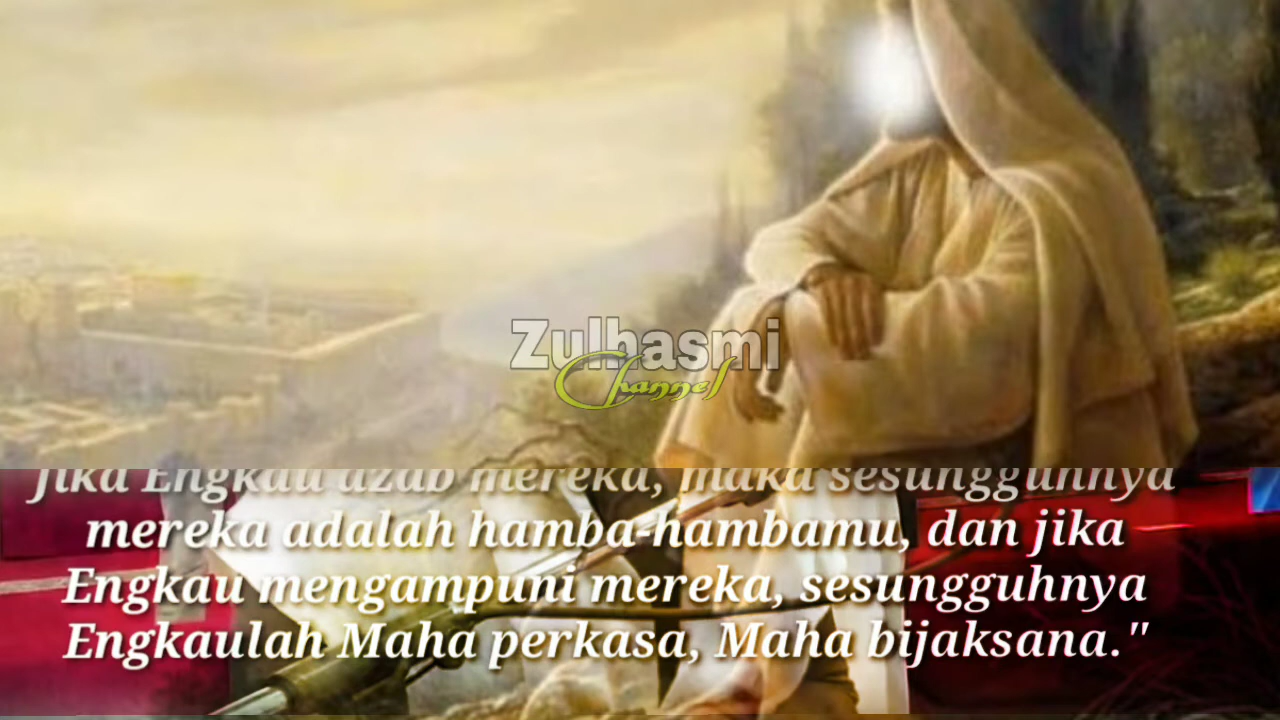 Zulhasmi
Channel
Jika Engkau azab mereka, maka sesungguhnya
mereka adalah hamba-hambamu, dan jika
Engkau mengampuni mereka, sesungguhnya
Engkaulah Maha perkasa, Maha bijaksana."